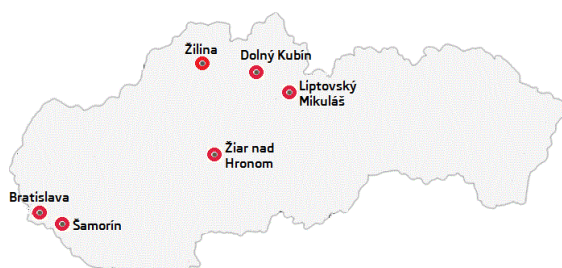 Žilina
Dolný Kubín
Liptovský
Mikuláš
Žiar nad
Hronom
Bratislava
Šamorín